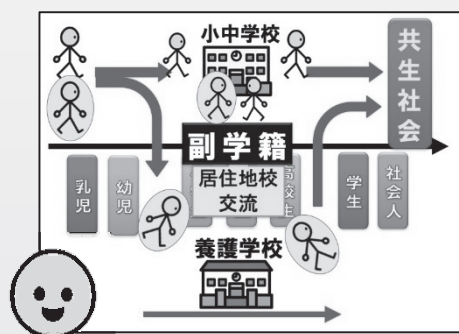 小中学校
共生社会
副学籍
居住地校
交流
乳児
幼児
学生
社会人
養護学校